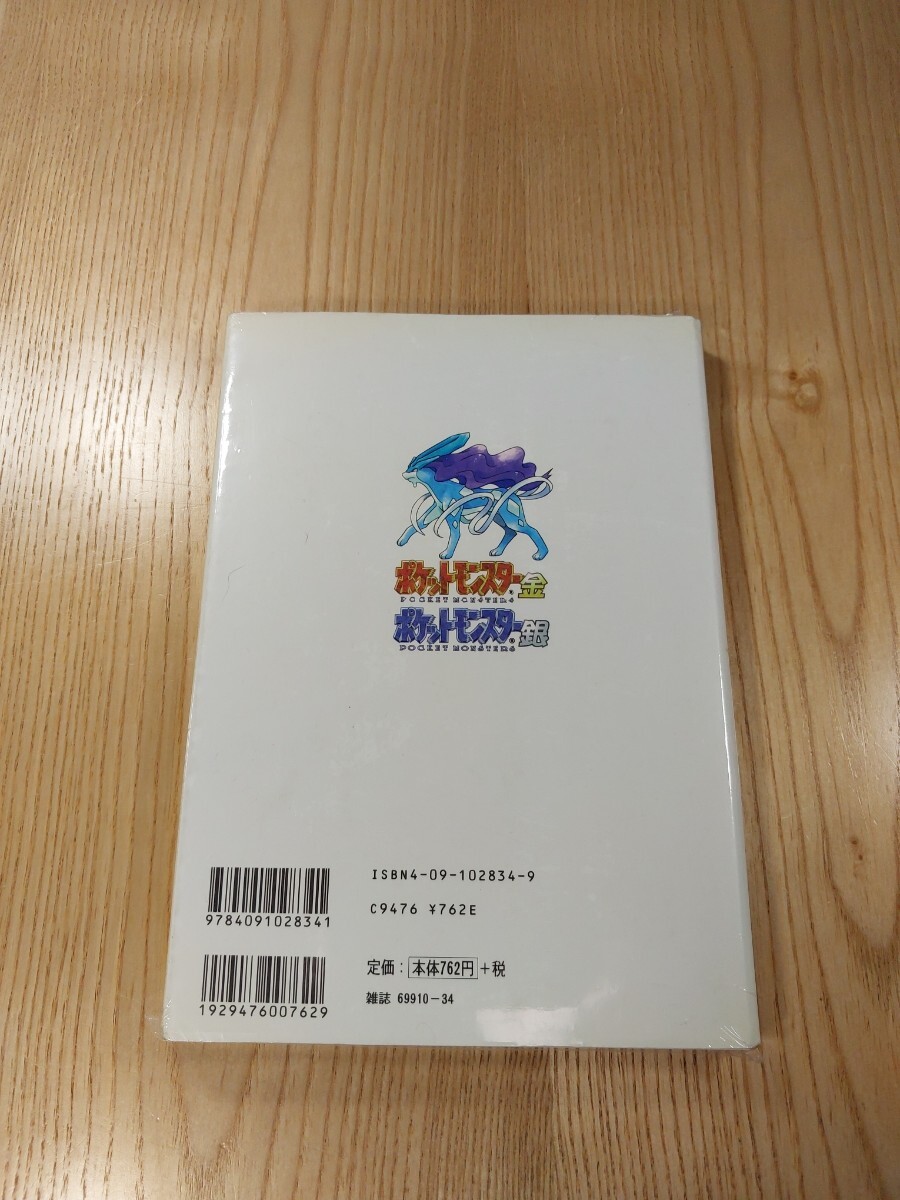 ポケットモンスター金
POCKET MONSTERS
ポケットモンスター銀
POCKET MONSTERS
ISBN4-09-102834-9
9784091028341
C9476 ¥762E
定価：本体762円+税
雑誌 69910-34
1929476007629